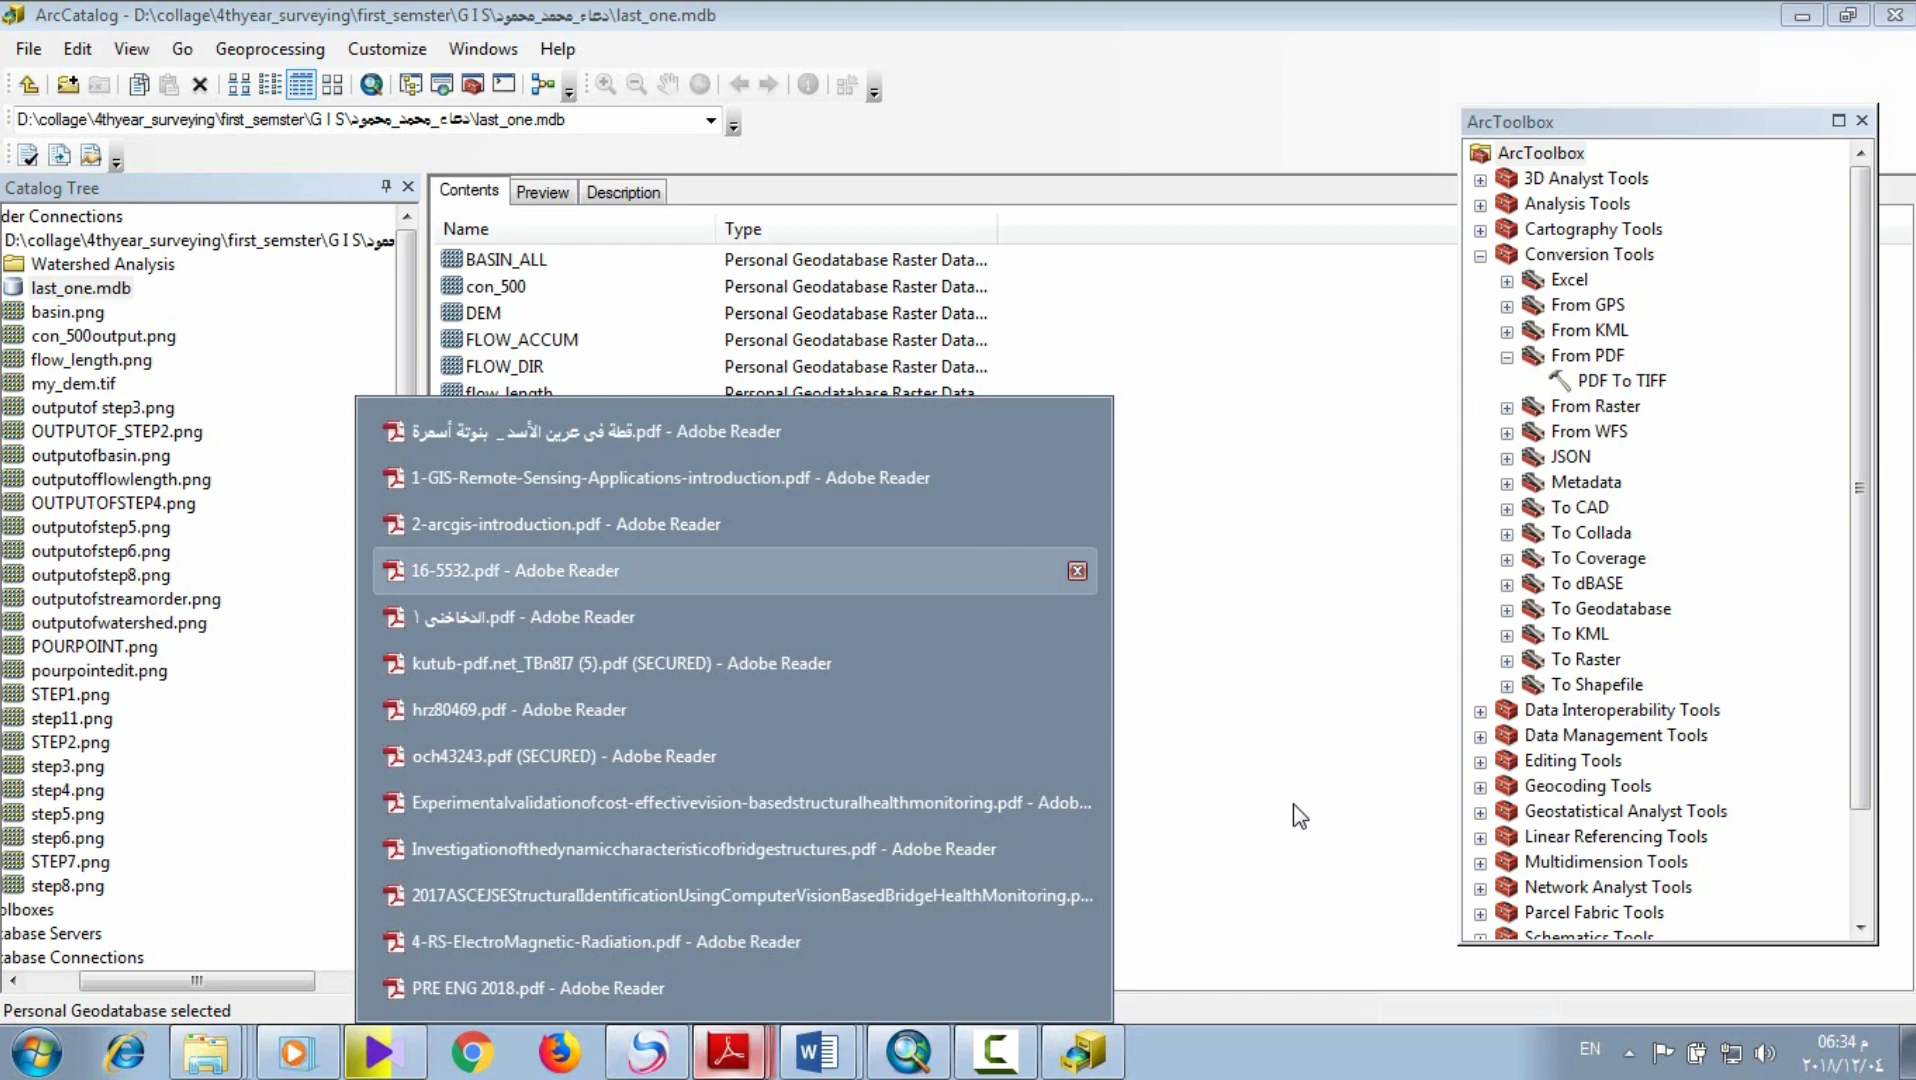 ArcCatalog - D:\collage\4thyear_surveying\first_semster\G I S\دعاء_محمد_محمود\last_one.mdb
File Edit View Go Geoprocessing Customize Windows Help
D:\collage\4thyear_surveying\first_semster\G I S\دعاء_محمد_محمود\last_one.mdb
Catalog Tree
der Connections
D:\collage\4thyear_surveying\first_semster\G I S\
Watershed Analysis
last_one.mdb
basin.png
con_500output.png
flow_length.png
my_dem.tif
outputof step3.png
OUTPUTOF_STEP2.png
outputofbasin.png
outputofflowlength.png
OUTPUTOFSTEP4.png
outputofstep5.png
outputofstep6.png
outputofstep8.png
outputofstreamorder.png
outputofwatershed.png
POURPOINT.png
pourpointedit.png
STEP1.png
step11.png
STEP2.png
step3.png
step4.png
step5.png
step6.png
STEP7.png
step8.png
olboxes
tabase Servers
tabase Connections
Personal Geodatabase selected
Contents Preview Description
Name Type
BASIN_ALL Personal Geodatabase Raster Data...
con_500 Personal Geodatabase Raster Data...
DEM Personal Geodatabase Raster Data...
FLOW_ACCUM Personal Geodatabase Raster Data...
FLOW_DIR Personal Geodatabase Raster Data...
flow_length Personal Geodatabase Raster Data...
قطة فى عرين الأسد _ بنوتة أسمرة.pdf - Adobe Reader
1-GIS-Remote-Sensing-Applications-introduction.pdf - Adobe Reader
2-arcgis-introduction.pdf - Adobe Reader
16-5532.pdf - Adobe Reader
الدخاخنى ١.pdf - Adobe Reader
kutub-pdf.net_TBn8I7 (5).pdf (SECURED) - Adobe Reader
hrz80469.pdf - Adobe Reader
och43243.pdf (SECURED) - Adobe Reader
Experimentalvalidationofcost-effectivevision-basedstructuralhealthmonitoring.pdf - Adob...
Investigationofthedynamiccharacteristicofbridgestructures.pdf - Adobe Reader
2017ASCEJSEStructuralIdentificationUsingComputerVisionBasedBridgeHealthMonitoring.p...
4-RS-ElectroMagnetic-Radiation.pdf - Adobe Reader
PRE ENG 2018.pdf - Adobe Reader
ArcToolbox
ArcToolbox
3D Analyst Tools
Analysis Tools
Cartography Tools
Conversion Tools
Excel
From GPS
From KML
From PDF
PDF To TIFF
From Raster
From WFS
JSON
Metadata
To CAD
To Collada
To Coverage
To dBASE
To Geodatabase
To KML
To Raster
To Shapefile
Data Interoperability Tools
Data Management Tools
Editing Tools
Geocoding Tools
Geostatistical Analyst Tools
Linear Referencing Tools
Multidimension Tools
Network Analyst Tools
Parcel Fabric Tools
Schematics Tools
EN
06:34 م
٢٠١٨/١٢/٠٤